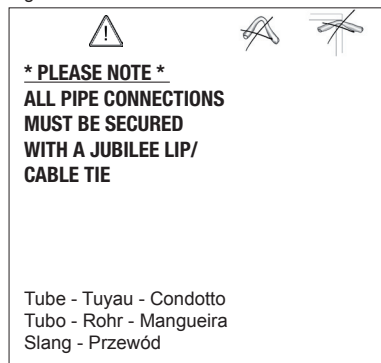 * PLEASE NOTE *
ALL PIPE CONNECTIONS
MUST BE SECURED
WITH A JUBILEE LIP/
CABLE TIE
Tube - Tuyau - Condotto
Tubo - Rohr - Mangueira
Slang - Przewód